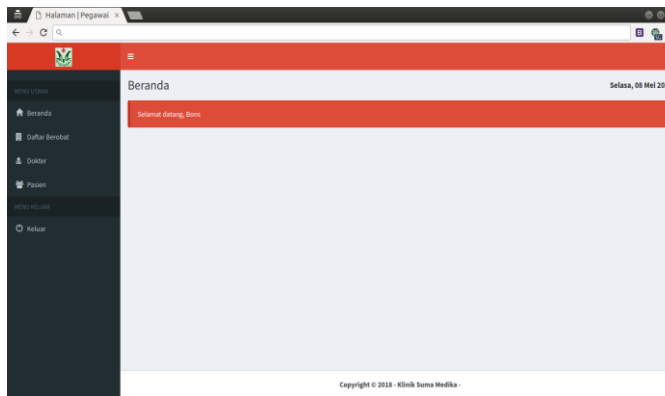 Halaman | Pegawai
Beranda
Selasa, 08 Mei 20
MENU UTAMA
Selamat datang, Bons
Beranda
Daftar Berobat
Dokter
Pasien
MENU KELUAR
Keluar
Copyright © 2018 - Klinik Suma Medika -